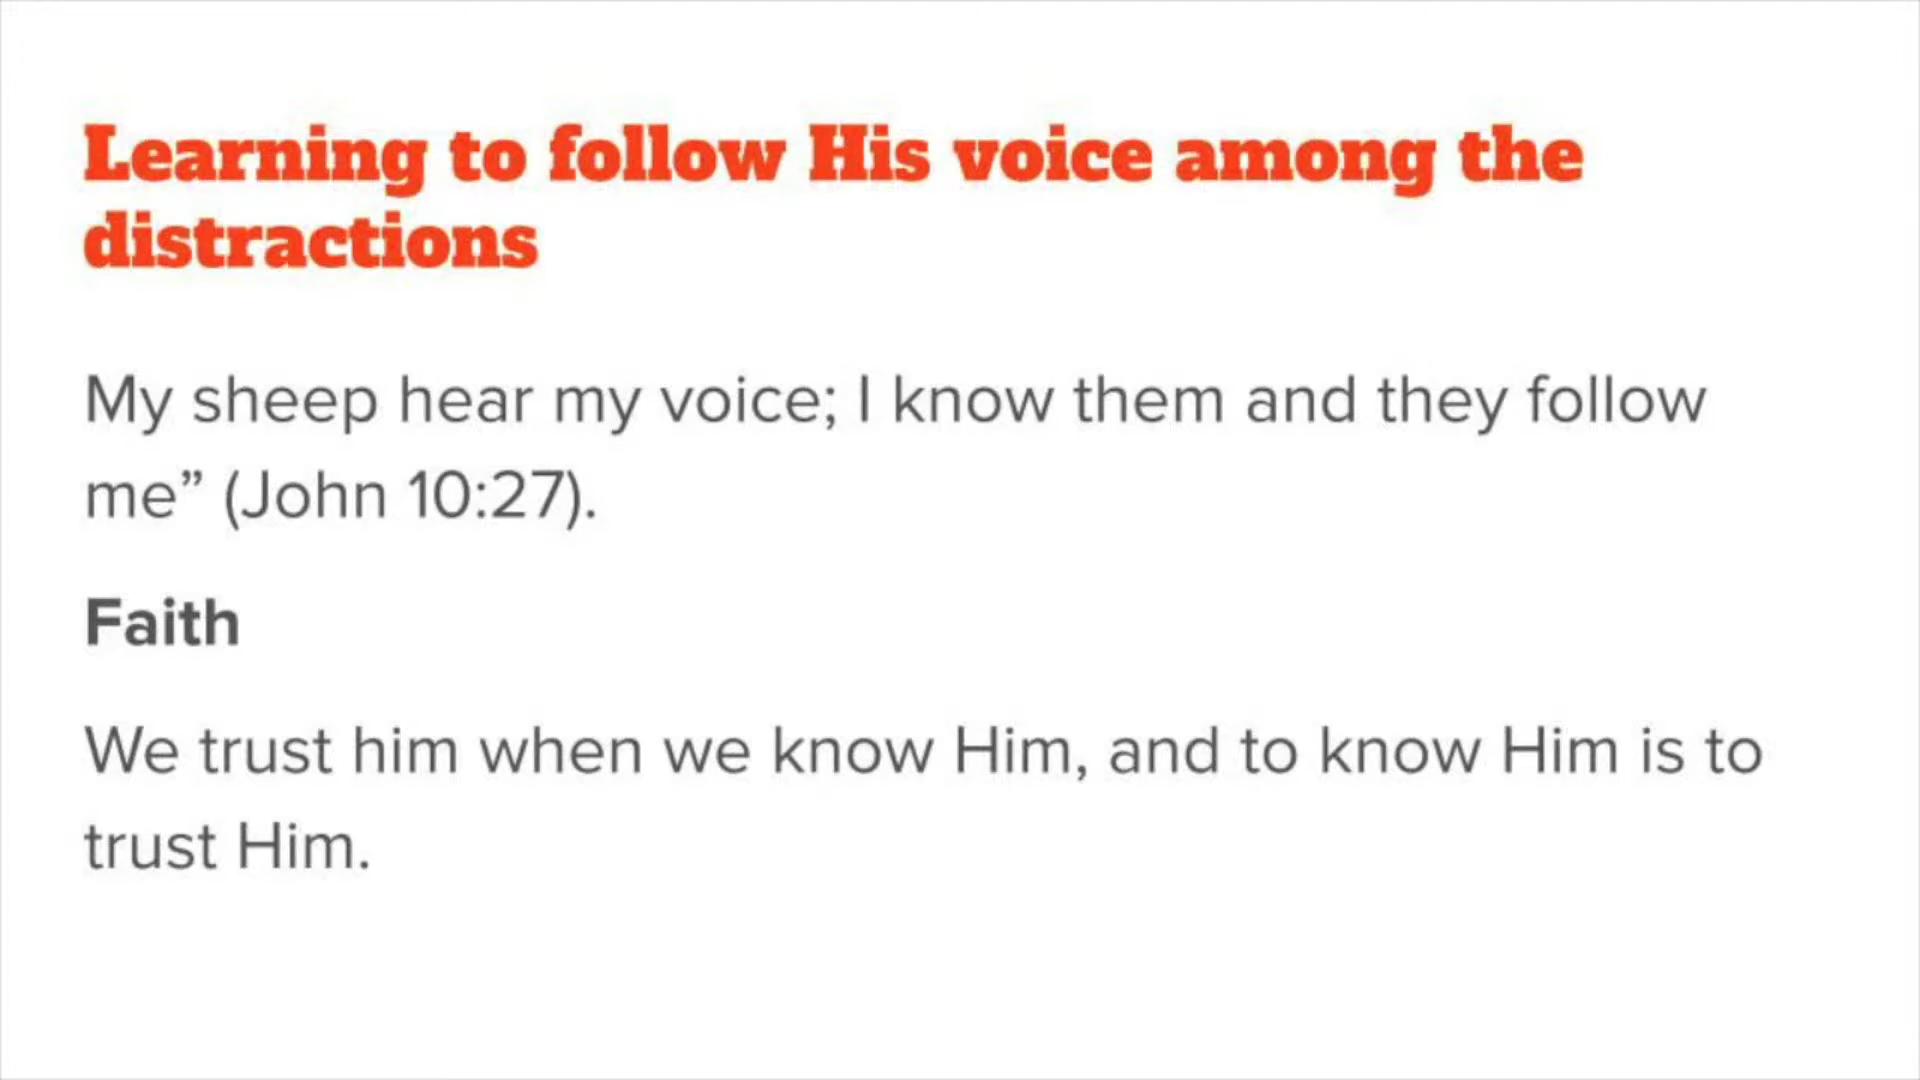 Learning to follow His voice among the
distractions
My sheep hear my voice; I know them and they follow
me” (John 10:27).
Faith
We trust him when we know Him, and to know Him is to
trust Him.